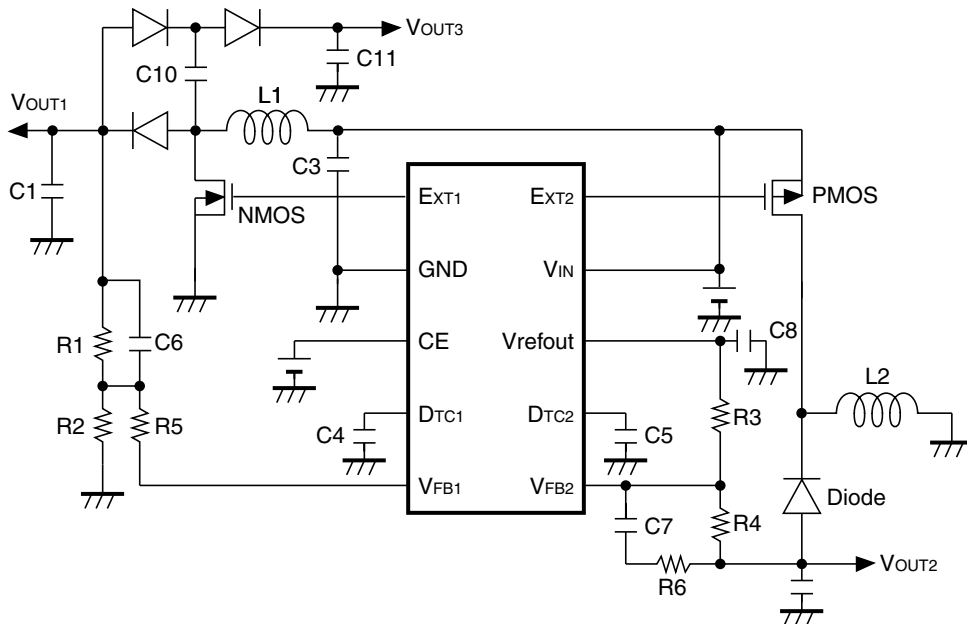 VOUT3
C10
C11
VOUT1
L1
C1
C3
NMOS
EXT1
EXT2
PMOS
GND
VIN
R1
C6
CE
Vrefout
C8
R2
R5
C4
DTC1
DTC2
C5
R3
L2
VFB1
VFB2
C7
R4
Diode
R6
VOUT2